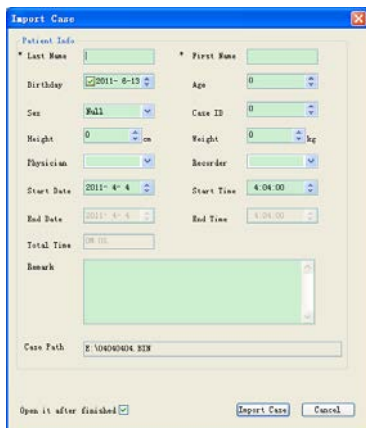 Import Case
Patient Info
* Last Name * First Name
Birthday 2011- 6-13 Age 0
Sex Null Case ID 0
Height 0 cm Weight 0 kg
Physician Recorder
Start Date 2011- 4- 4 Start Time 4:04:00
End Date 2011- 4- 4 End Time 4:04:00
Total Time
Remark
Case Path E:\04040404.BIN
Open it after finished Import Case Cancel